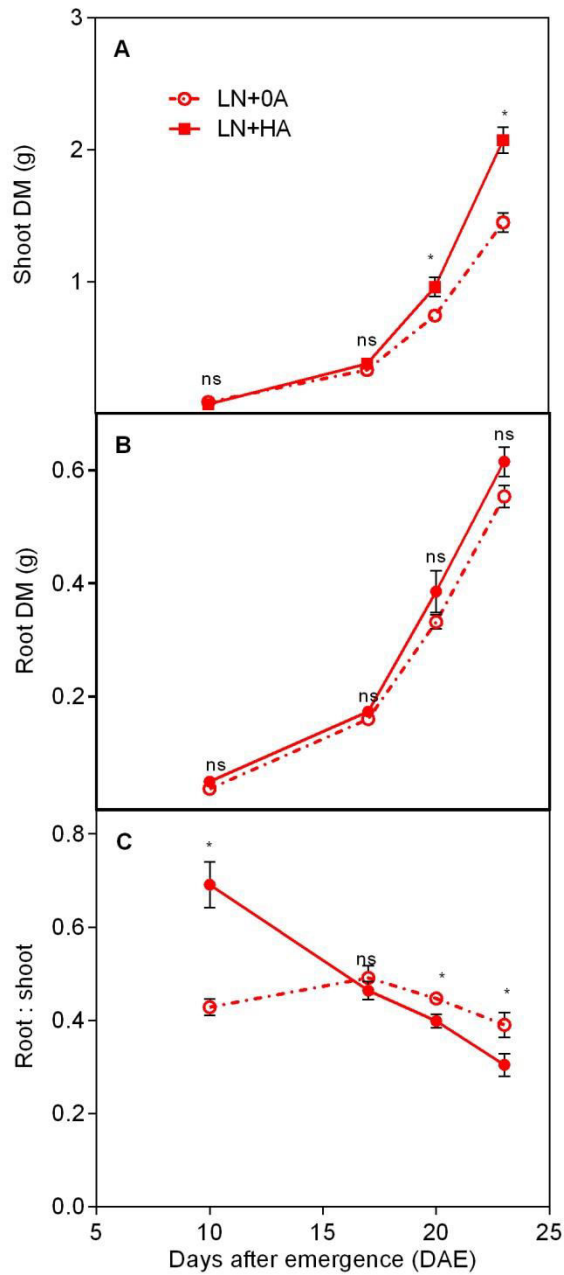 3
A
LN+0A
LN+HA
*
2
Shoot DM (g)
*
1
ns
ns
B
ns
0.6
ns
Root DM (g)
0.4
0.2
ns
ns
0.8
C
*
0.6
ns
*
*
Root : shoot
0.4
0.2
0.0
5 10 15 20 25
Days after emergence (DAE)